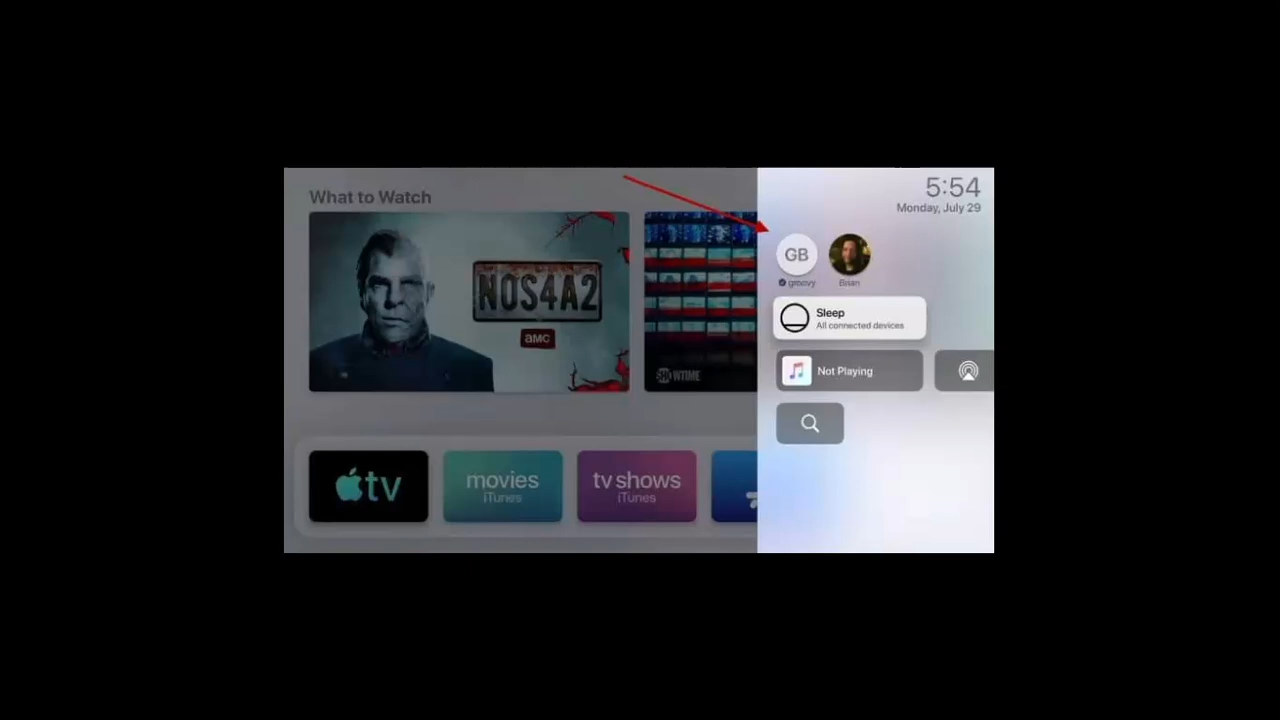 What to Watch
NOS4A2
amc
SHOWTIME
tv
movies
iTunes
tv shows
iTunes
5:54
Monday, July 29
GB
groovy
Brian
Sleep
All connected devices
Not Playing